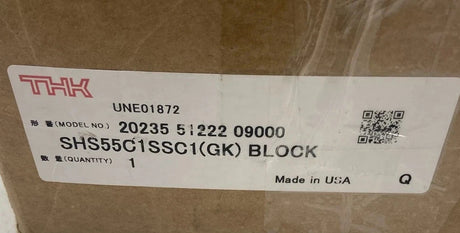 THK
UNE01872
形 番(MODEL NO.) 20235 51222 09000
SHS55C1SSC1(GK) BLOCK
数 量(QUANTITY) 1
Made in USA Q